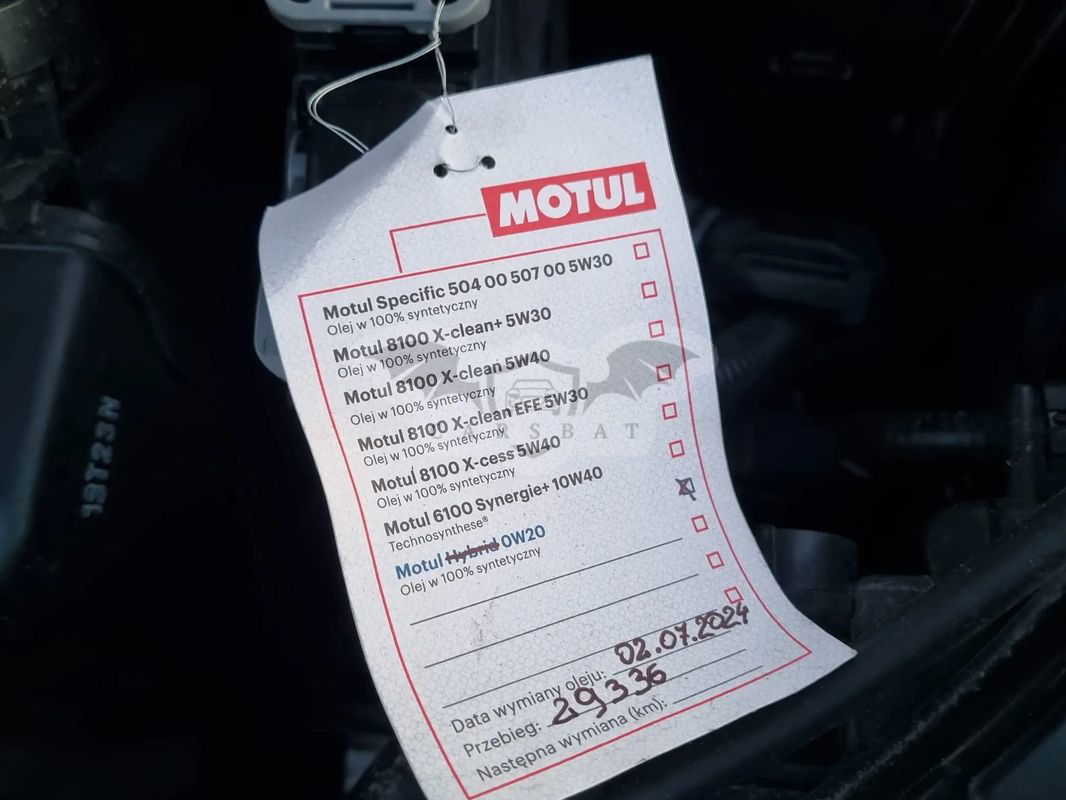 MOTUL
Motul Specific 504 00 507 00 5W30
Olej w 100% syntetyczny
Motul 8100 X-clean+ 5W30
Olej w 100% syntetyczny
Motul 8100 X-clean 5W40
Olej w 100% syntetyczny
Motul 8100 X-clean EFE 5W30
Olej w 100% syntetyczny
Motul 8100 X-cess 5W40
Olej w 100% syntetyczny
Motul 6100 Synergie+ 10W40
Technosynthese®
Motul Hybrid 0W20
Olej w 100% syntetyczny
Data wymiany oleju: 02.07.2024
Przebieg: 29336
Następna wymiana (km):
CARSBAT